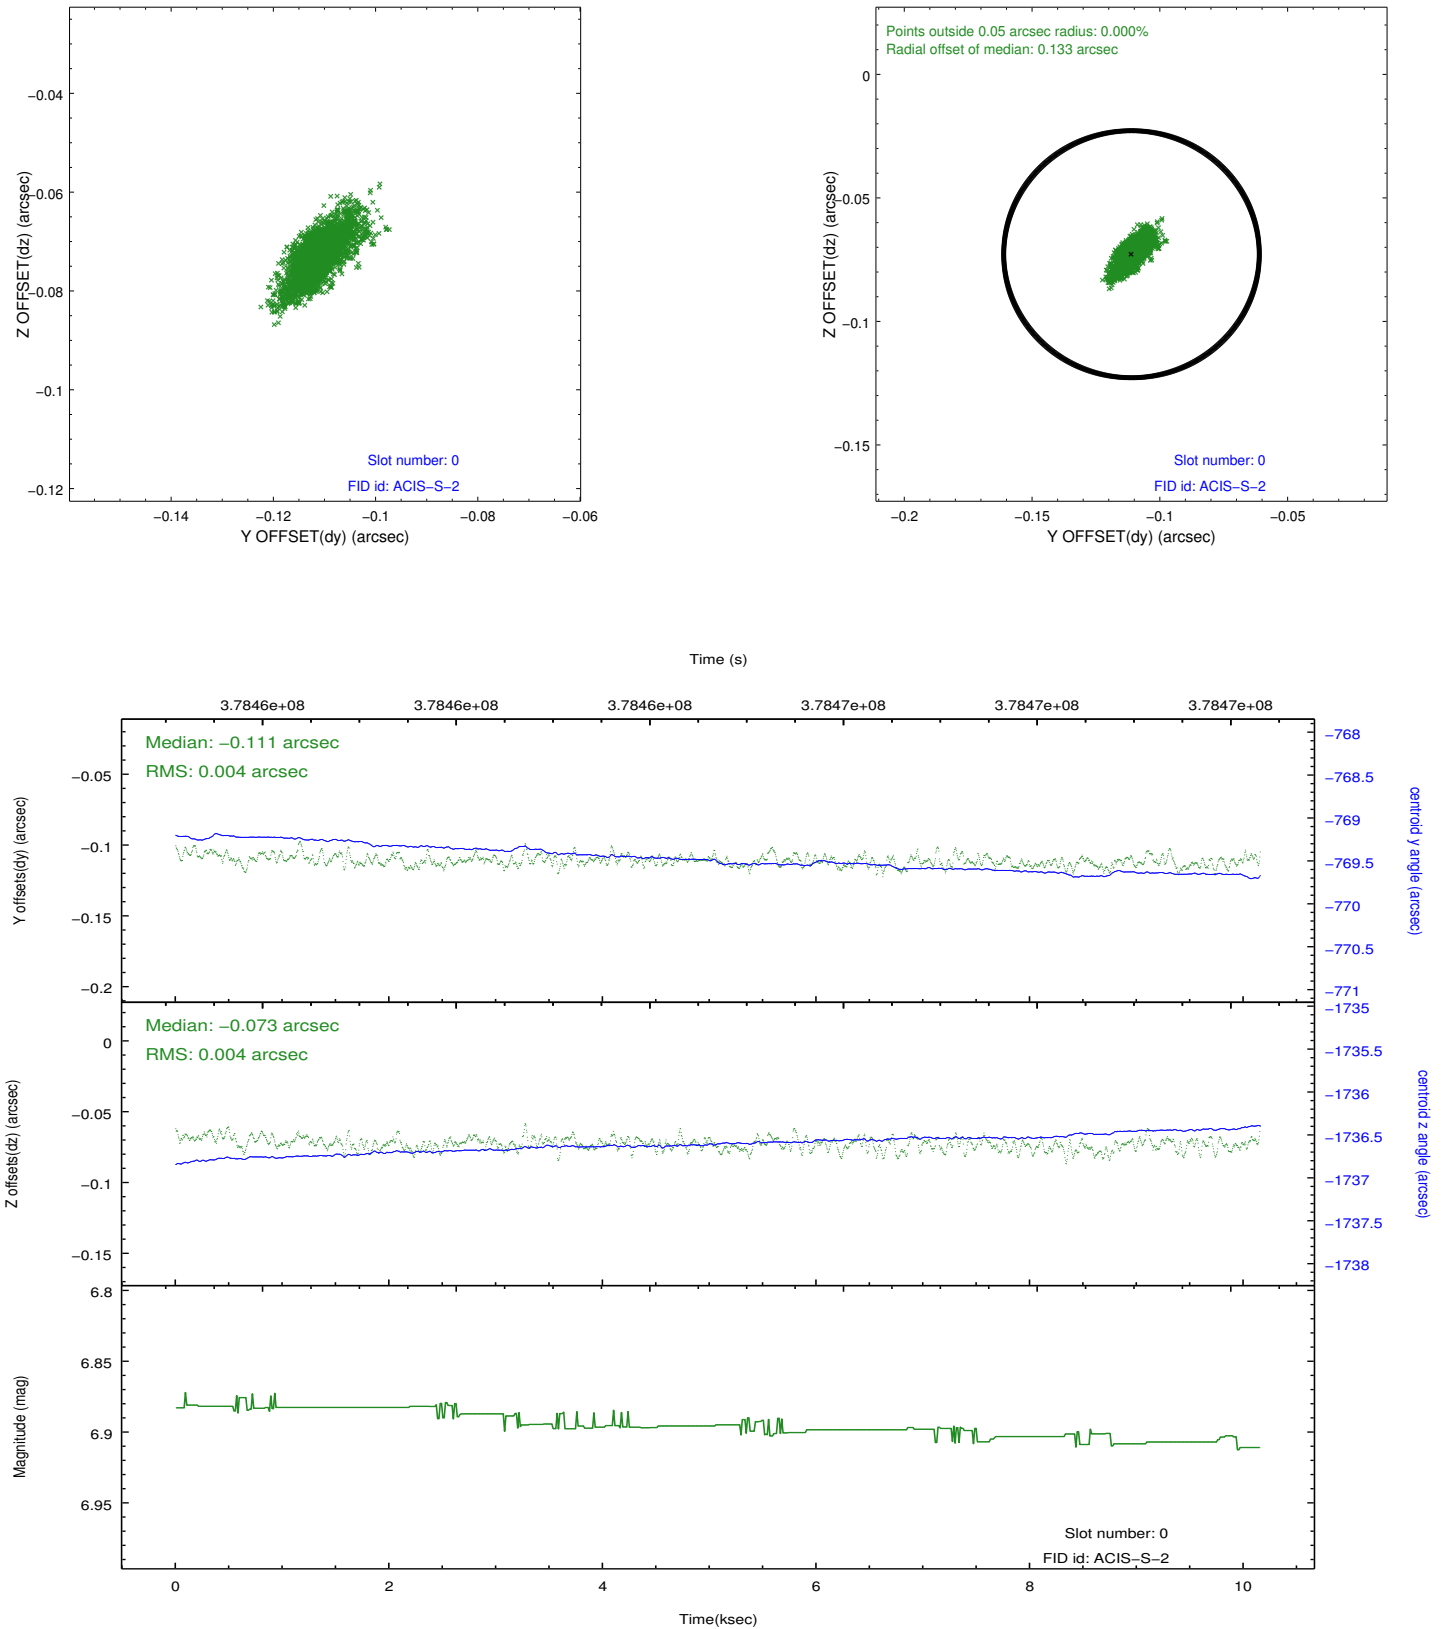 −0.04
−0.06
−0.08
−0.1
−0.12
Z OFFSET(dz) (arcsec)
Slot number: 0
FID id: ACIS−S−2
−0.14
−0.12
−0.1
−0.08
−0.06
Y OFFSET(dy) (arcsec)
Points outside 0.05 arcsec radius: 0.000%
Radial offset of median: 0.133 arcsec
0
−0.05
−0.1
−0.15
Z OFFSET(dz) (arcsec)
Slot number: 0
FID id: ACIS−S−2
−0.2
−0.15
−0.1
−0.05
Y OFFSET(dy) (arcsec)
Time (s)
3.7846e+08
3.7846e+08
3.7846e+08
3.7847e+08
3.7847e+08
3.7847e+08
Median: −0.111 arcsec
RMS: 0.004 arcsec
−0.05
−0.1
−0.15
−0.2
Y offsets(dy) (arcsec)
−768
−768.5
−769
−769.5
−770
−770.5
−771
centroid y angle (arcsec)
Median: −0.073 arcsec
RMS: 0.004 arcsec
0
−0.05
−0.1
−0.15
Z offsets(dz) (arcsec)
−1735
−1735.5
−1736
−1736.5
−1737
−1737.5
−1738
centroid z angle (arcsec)
6.8
6.85
6.9
6.95
Magnitude (mag)
Slot number: 0
FID id: ACIS−S−2
0
2
4
6
8
10
Time(ksec)